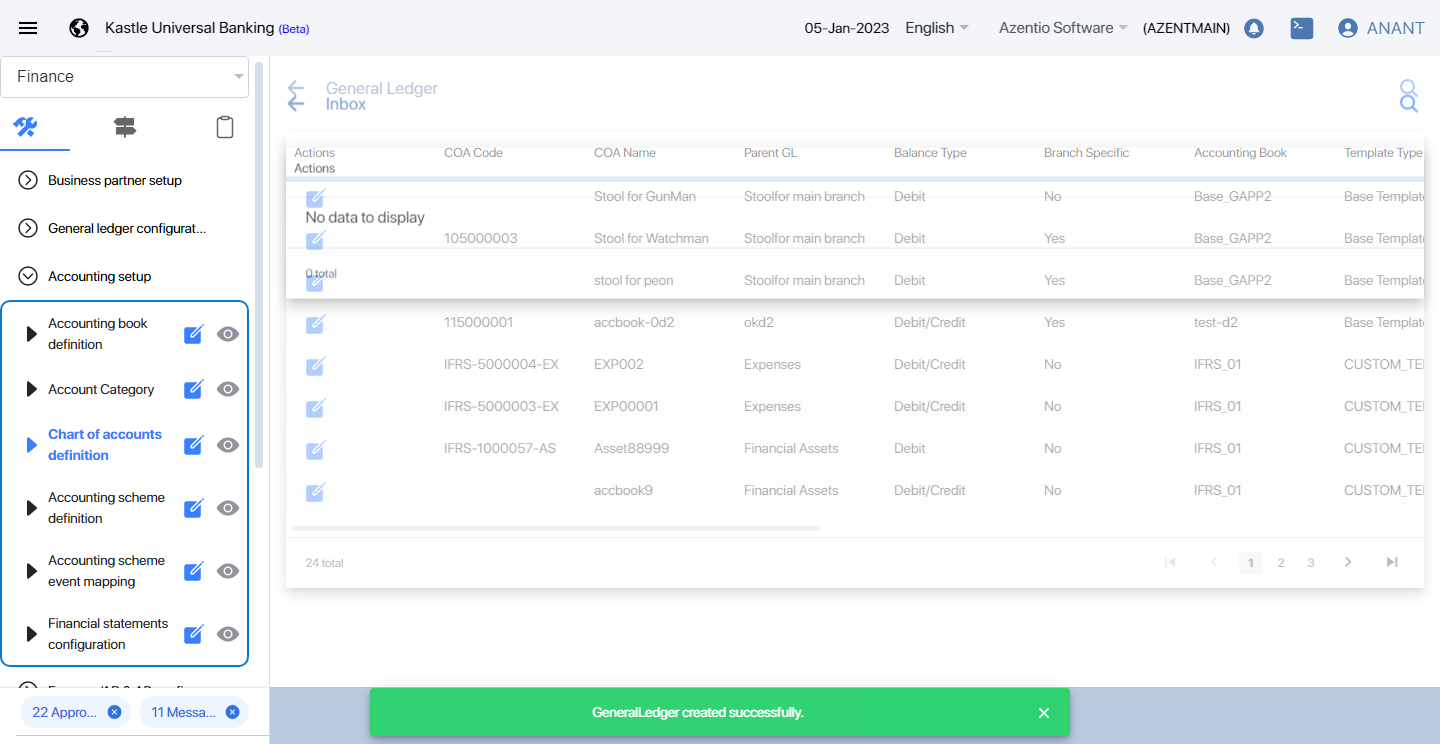 Kastle Universal Banking (Beta)
05-Jan-2023 English Azentio Software (AZENTMAIN) ANANT
Finance
Business partner setup
General ledger configurat...
Accounting setup
Accounting book
definition
Account Category
Chart of accounts
definition
Accounting scheme
definition
Accounting scheme
event mapping
Financial statements
configuration
22 Appro...
11 Messa...
General Ledger
Inbox
Actions COA Code COA Name Parent GL Balance Type Branch Specific Accounting Book Template Type
Actions
Stool for GunMan Stoolfor main branch Debit No Base_GAPP2 Base Templat
No data to display
105000003 Stool for Watchman Stoolfor main branch Debit Yes Base_GAPP2 Base Templat
0 total
stool for peon Stoolfor main branch Debit Yes Base_GAPP2 Base Templat
115000001 accbook-0d2 okd2 Debit/Credit Yes test-d2 Base Templat
IFRS-5000004-EX EXP002 Expenses Debit/Credit No IFRS_01 CUSTOM_TE
IFRS-5000003-EX EXP00001 Expenses Debit/Credit No IFRS_01 CUSTOM_TE
IFRS-1000057-AS Asset88999 Financial Assets Debit No IFRS_01 CUSTOM_TE
accbook9 Financial Assets Debit/Credit No IFRS_01 CUSTOM_TE
24 total
1 2 3
GeneralLedger created successfully.